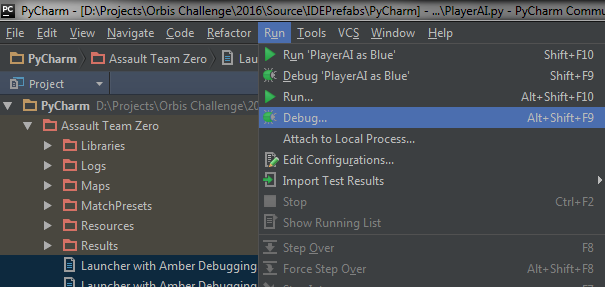 PC PyCharm - [D:\Projects\Orbis Challenge\2016\Source\IDEPrefabs\PyCharm] - ...\PlayerAI.py - PyCharm Commu
File Edit View Navigate Code Refactor Run Tools VCS Window Help
PyCharm Assault Team Zero Lau
Project
PyCharm D:\Projects\Orbis Challenge\20
Assault Team Zero
Libraries
Logs
Maps
MatchPresets
Resources
Results
Launcher with Amber Debugging
Launcher with Amber Debugging
Run 'PlayerAI as Blue' Shift+F10
Debug 'PlayerAI as Blue' Shift+F9
Run... Alt+Shift+F10
Debug... Alt+Shift+F9
Attach to Local Process...
Edit Configurations...
Import Test Results
Stop Ctrl+F2
Show Running List
Step Over F8
Force Step Over Alt+Shift+F8